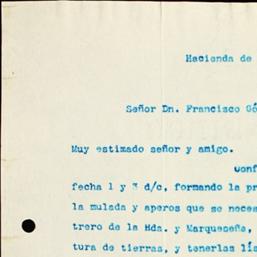 Hacienda de
Señor Dn. Francisco Gó
Muy estimado señor y amigo.
Conf
fecha 1 y 3 d/c, formando la pr
la mulada y aperos que se neces
trero de la Hda. y Marqueseña,
tura de tierras, y tenerlas lis